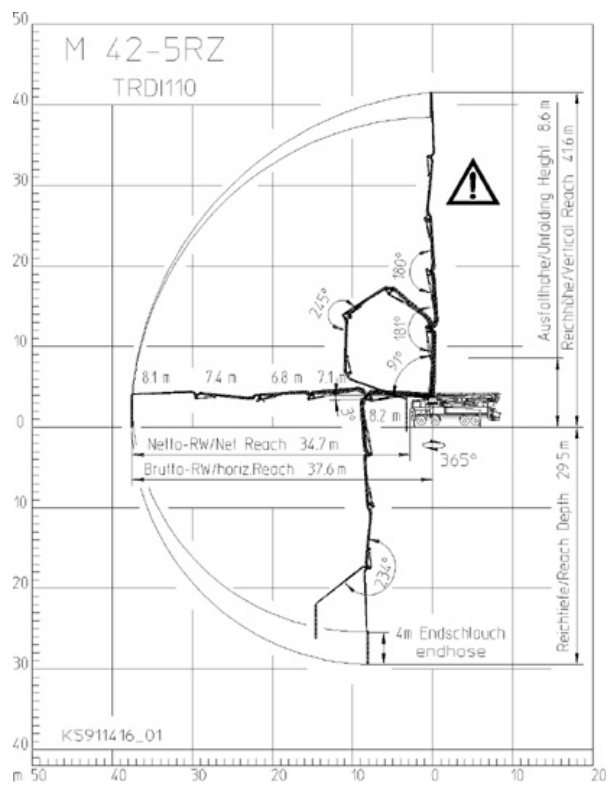 M 42-5RZ
TRDI110
Ausfalthöhe/Unfolding Height 8.6 m
Reichhöhe/Vertical Reach 41.6 m
180°
245°
181°
91°
8.1 m
7.4 m
6.8 m
7.1 m
3°
8.2 m
Netto-RW/Net Reach 34.7 m
Brutto-RW/horiz.Reach 37.6 m
365°
Reichtiefe/Reach Depth 29.5 m
234°
4m Endschlauch
endhose
KS911416_01
50
40
30
20
10
0
10
20
30
40
m 50 40 30 20 10 0 10 20